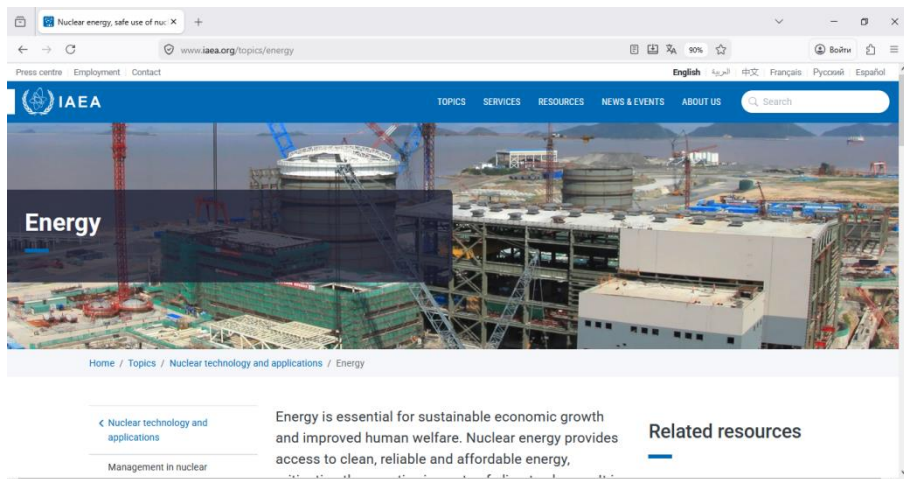 Nuclear energy, safe use of nuc
www.iaea.org/topics/energy
90%
Войти
Press centre Employment Contact
English العربية 中文 Français Русский Español
IAEA
TOPICS SERVICES RESOURCES NEWS & EVENTS ABOUT US Search
Energy
Home / Topics / Nuclear technology and applications / Energy
Nuclear technology and
applications
Management in nuclear
Energy is essential for sustainable economic growth
and improved human welfare. Nuclear energy provides
access to clean, reliable and affordable energy,
Related resources